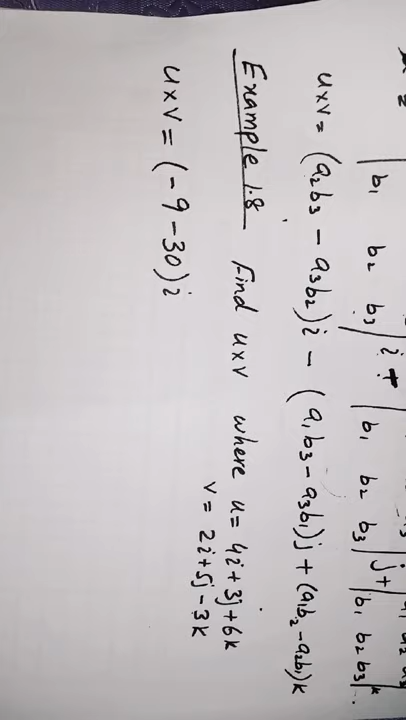 | b₁ b₂ b₃ | i + | b₁ b₂ b₃ | j + | b₁ b₂ b₃ | k
u×v = (a₂b₃ − a₃b₂)i − (a₁b₃ − a₃b₁)j + (a₁b₂ − a₂b₁)k
Example 1.8 find u×v where u = 4i + 3j + 6k
v = 2i + 5j − 3k
u×v = (−9 −30)i